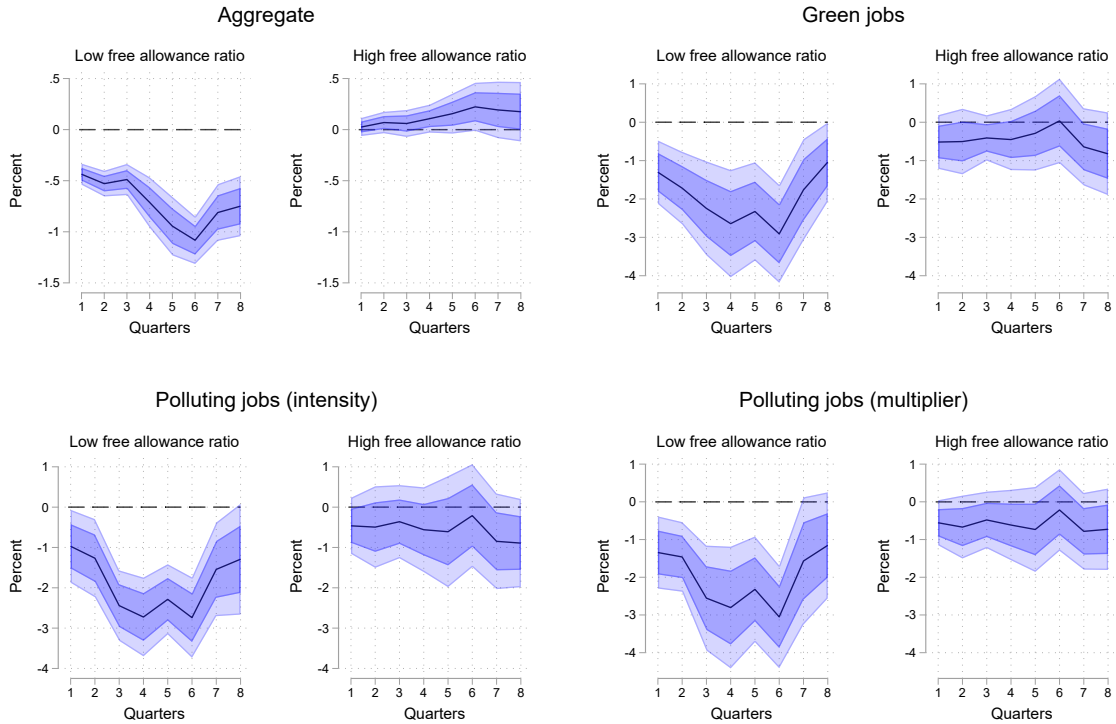 Aggregate
Low free allowance ratio
.5
0
-.5
-1
-1.5
Percent
1 2 3 4 5 6 7 8
Quarters
High free allowance ratio
.5
0
-.5
-1
-1.5
Percent
1 2 3 4 5 6 7 8
Quarters
Green jobs
Low free allowance ratio
1
0
-1
-2
-3
-4
Percent
1 2 3 4 5 6 7 8
Quarters
High free allowance ratio
1
0
-1
-2
-3
-4
Percent
1 2 3 4 5 6 7 8
Quarters
Polluting jobs (intensity)
Low free allowance ratio
1
0
-1
-2
-3
-4
Percent
1 2 3 4 5 6 7 8
Quarters
High free allowance ratio
1
0
-1
-2
-3
-4
Percent
1 2 3 4 5 6 7 8
Quarters
Polluting jobs (multiplier)
Low free allowance ratio
1
0
-1
-2
-3
-4
Percent
1 2 3 4 5 6 7 8
Quarters
High free allowance ratio
1
0
-1
-2
-3
-4
Percent
1 2 3 4 5 6 7 8
Quarters